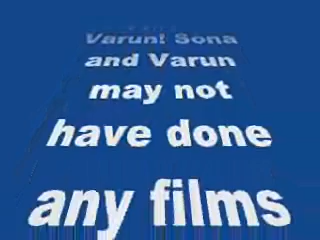 Varun! Sona
and Varun
may not
have done
any films